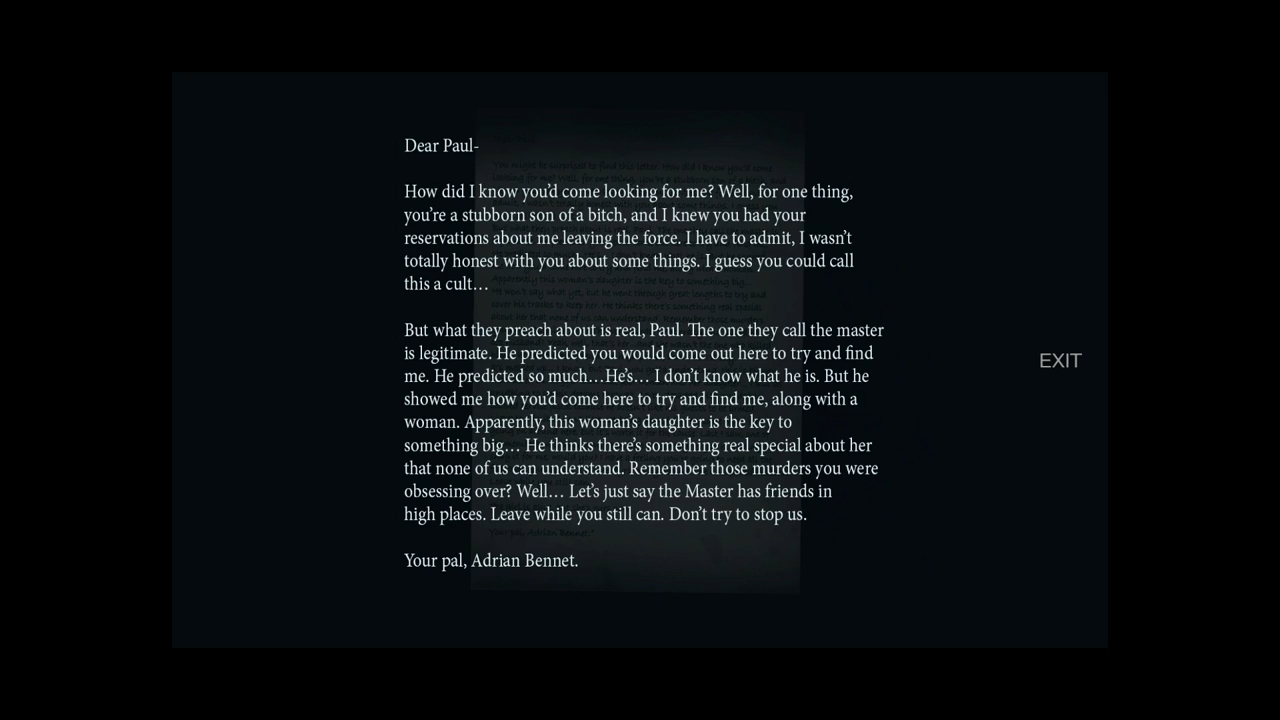 Dear Paul-
How did I know you'd come looking for me? Well, for one thing,
you're a stubborn son of a bitch, and I knew you had your
reservations about me leaving the force. I have to admit, I wasn't
totally honest with you about some things. I guess you could call
this a cult…
But what they preach about is real, Paul. The one they call the master
is legitimate. He predicted you would come out here to try and find
me. He predicted so much…He's… I don't know what he is. But he
showed me how you'd come here to try and find me, along with a
woman. Apparently, this woman's daughter is the key to
something big… He thinks there's something real special about her
that none of us can understand. Remember those murders you were
obsessing over? Well… Let's just say the Master has friends in
high places. Leave while you still can. Don't try to stop us.
Your pal, Adrian Bennet.
EXIT